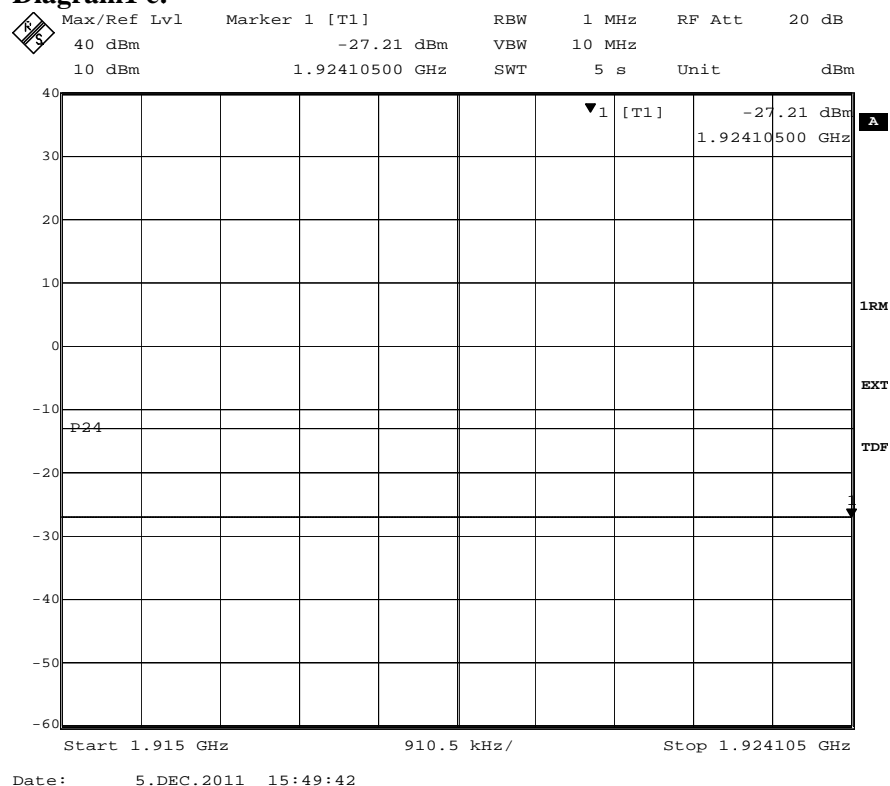 Diagram1 c:
Max/Ref Lvl Marker 1 [T1] RBW 1 MHz RF Att 20 dB
40 dBm -27.21 dBm VBW 10 MHz
10 dBm 1.92410500 GHz SWT 5 s Unit dBm
R S
40
1 [T1] -27.21 dBm
A
1.92410500 GHz
30
20
10
1RM
0
EXT
-10
P24
TDF
-20
1
-30
-40
-50
-60
Start 1.915 GHz 910.5 kHz/ Stop 1.924105 GHz
Date: 5.DEC.2011 15:49:42